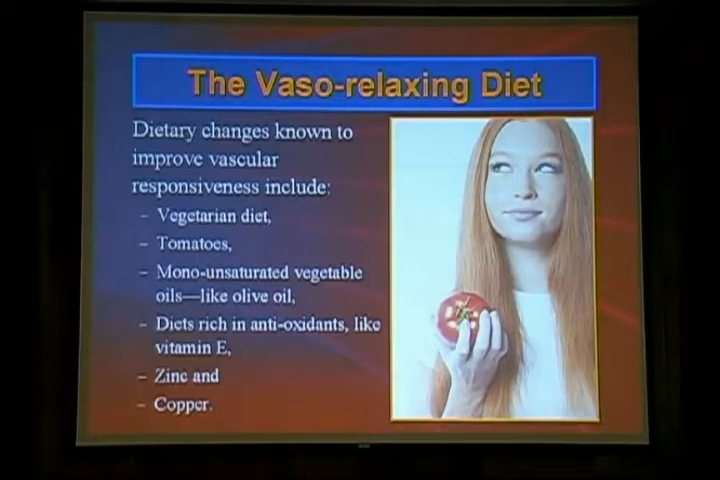 The Vaso-relaxing Diet
Dietary changes known to
improve vascular
responsiveness include:
– Vegetarian diet,
– Tomatoes,
– Mono-unsaturated vegetable
oils—like olive oil,
– Diets rich in anti-oxidants, like
vitamin E,
– Zinc and
– Copper.